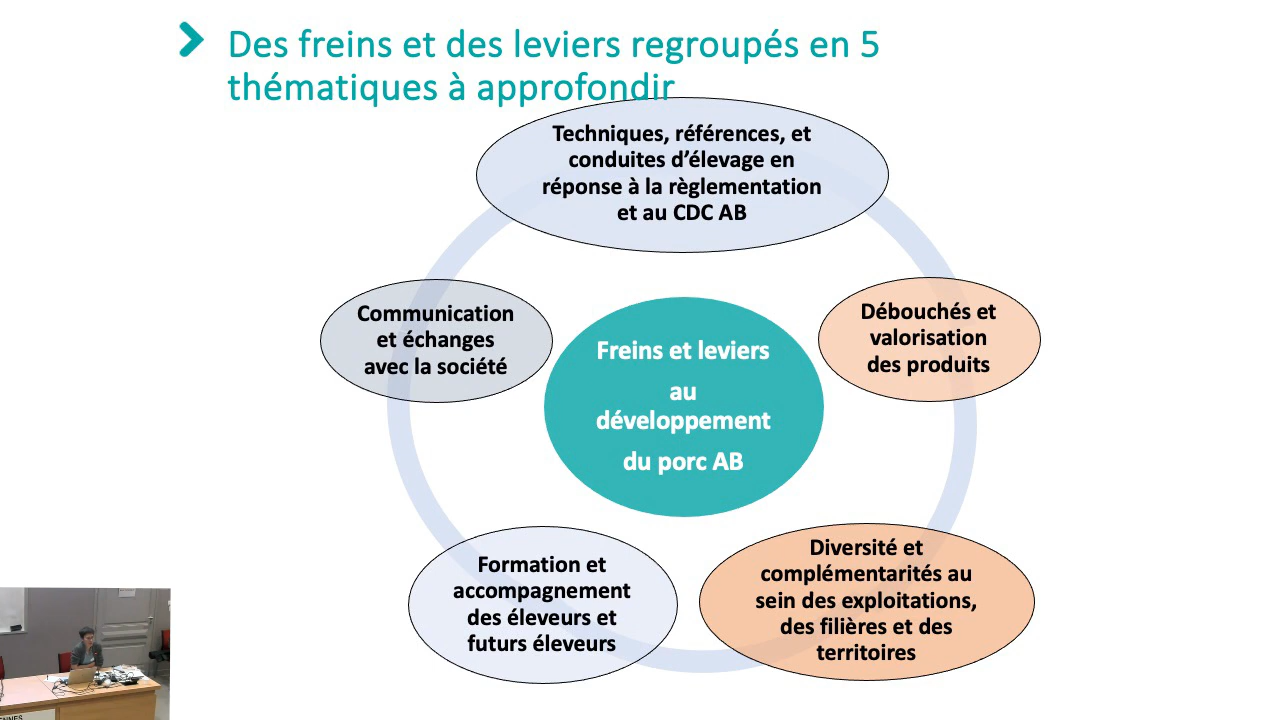 Des freins et des leviers regroupés en 5
thématiques à approfondir
Techniques, références, et
conduites d’élevage en
réponse à la règlementation
et au CDC AB
Communication
et échanges
avec la société
Débouchés et
valorisation
des produits
Freins et leviers
au
développement
du porc AB
Formation et
accompagnement
des éleveurs et
futurs éleveurs
Diversité et
complémentarités au
sein des exploitations,
des filières et des
territoires
ENNES